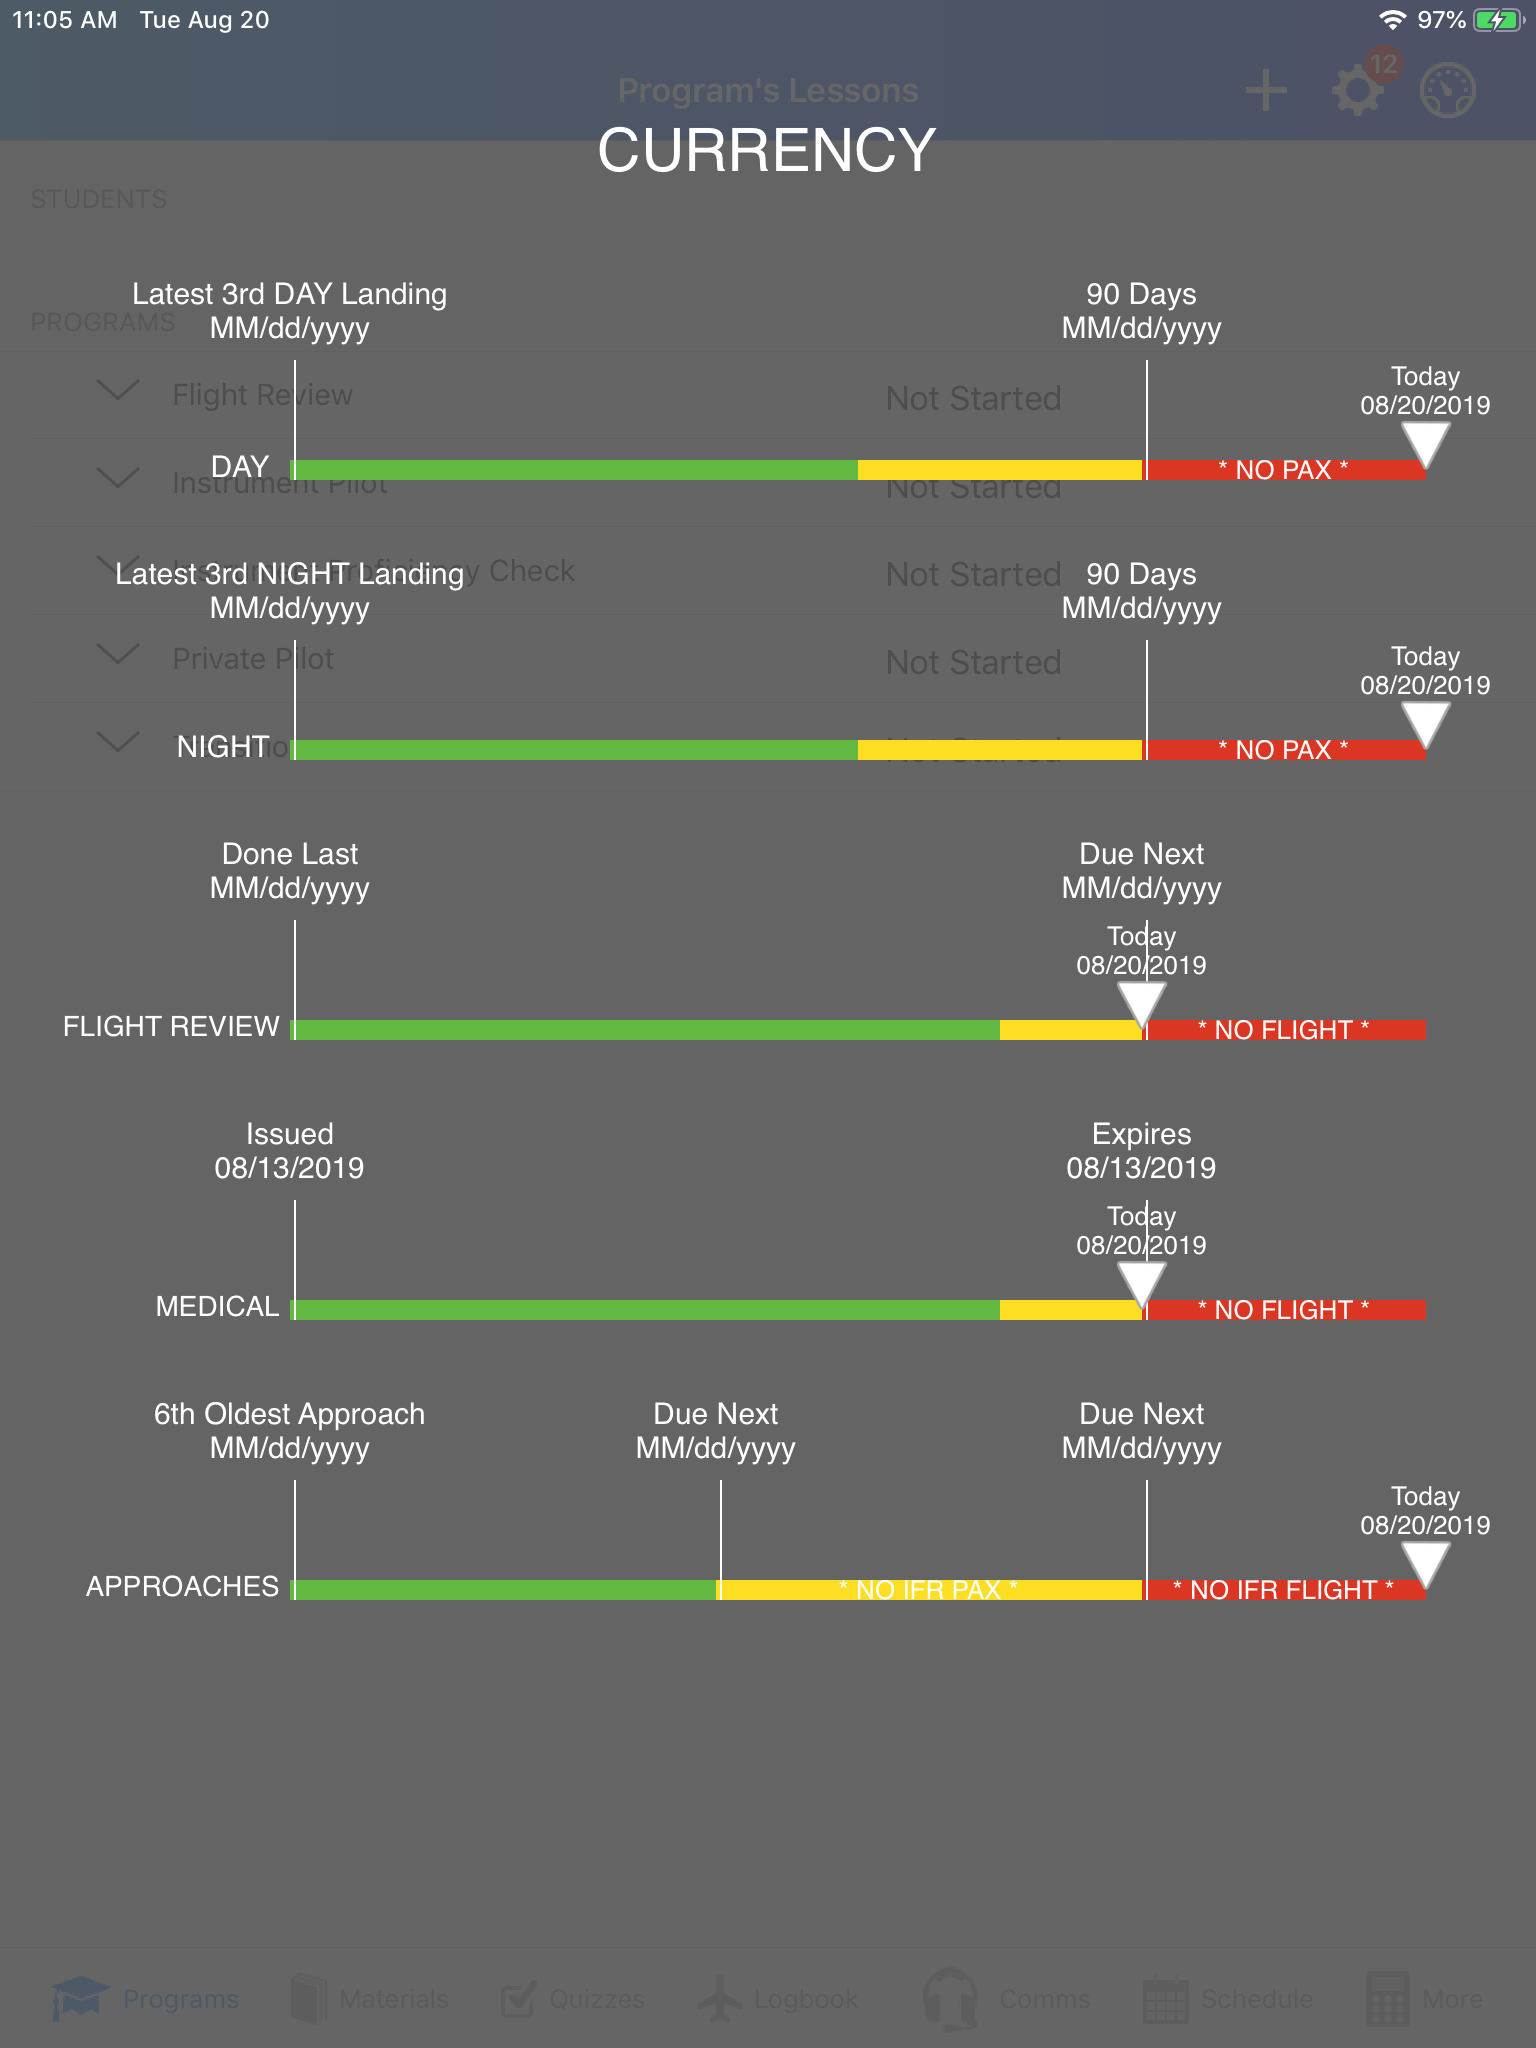 11:05 AM Tue Aug 20 97%
Program's Lessons 12
CURRENCY
STUDENTS
Latest 3rd DAY Landing 90 Days
PROGRAMS MM/dd/yyyy MM/dd/yyyy
Today
Flight Review Not Started 08/20/2019
DAY * NO PAX *
Instrument Pilot Not Started
Latest 3rd NIGHT Landing 90 Days
Instrument Proficiency Check Not Started
MM/dd/yyyy MM/dd/yyyy
Private Pilot Not Started Today
08/20/2019
NIGHT * NO PAX *
Not Started
Done Last Due Next
MM/dd/yyyy MM/dd/yyyy
Today
08/20/2019
FLIGHT REVIEW * NO FLIGHT *
Issued Expires
08/13/2019 08/13/2019
Today
08/20/2019
MEDICAL * NO FLIGHT *
6th Oldest Approach Due Next Due Next
MM/dd/yyyy MM/dd/yyyy MM/dd/yyyy
Today
08/20/2019
APPROACHES * NO IFR PAX * * NO IFR FLIGHT *
Programs Materials Quizzes Logbook Comms Schedule More